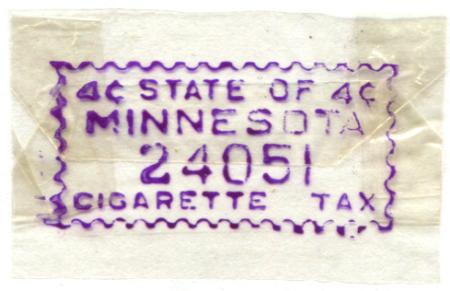 4¢ STATE OF 4¢
MINNESOTA
24051
CIGARETTE TAX